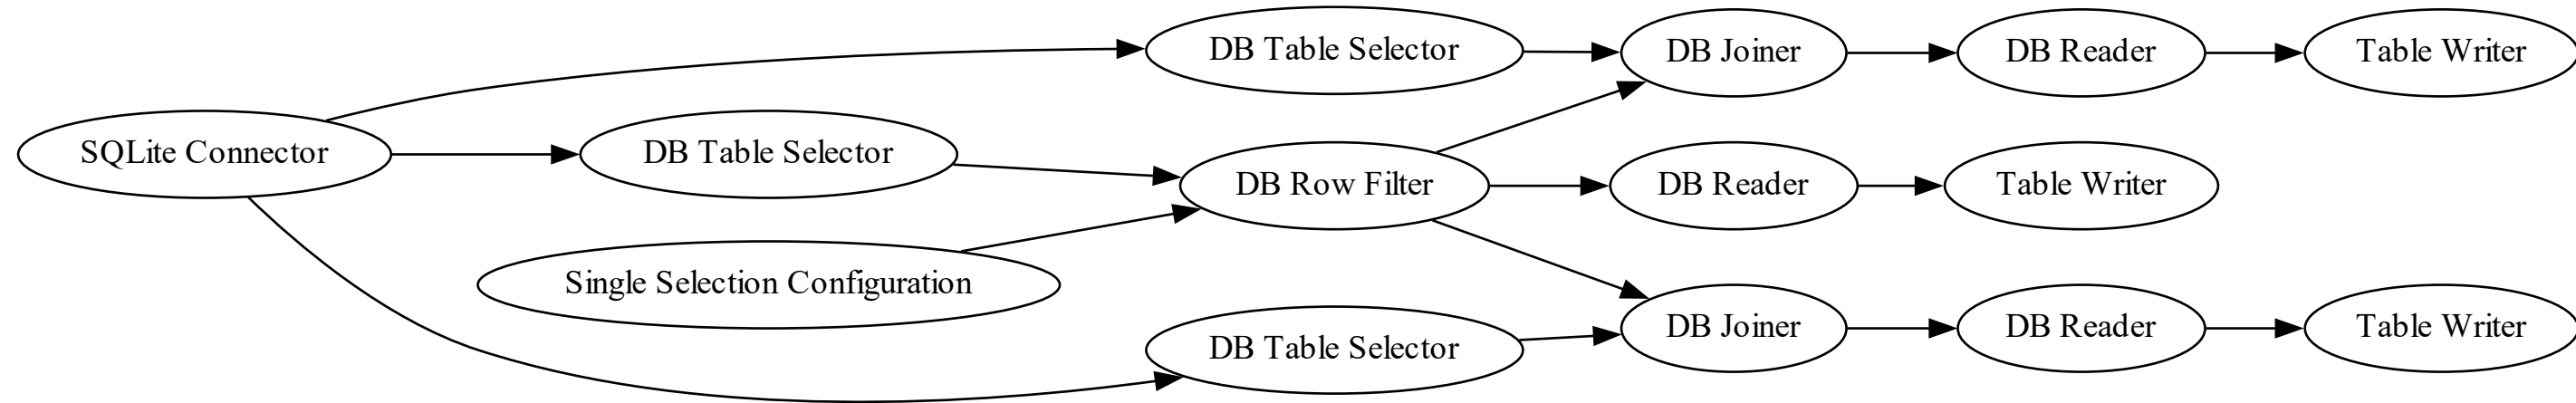 DB Table Selector
DB Joiner
DB Reader
Table Writer
SQLite Connector
DB Table Selector
DB Row Filter
DB Reader
Table Writer
Single Selection Configuration
DB Table Selector
DB Joiner
DB Reader
Table Writer